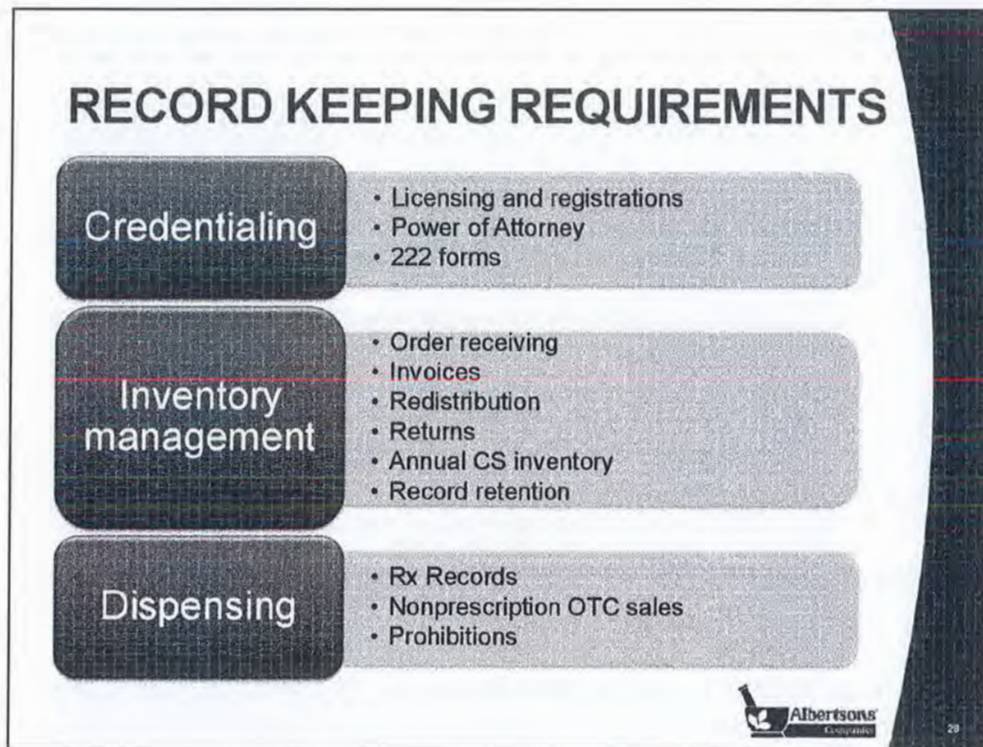 RECORD KEEPING REQUIREMENTS
Credentialing
• Licensing and registrations
• Power of Attorney
• 222 forms
Inventory
management
• Order receiving
• Invoices
• Redistribution
• Returns
• Annual CS inventory
• Record retention
Dispensing
• Rx Records
• Nonprescription OTC sales
• Prohibitions
Albertsons
Companies